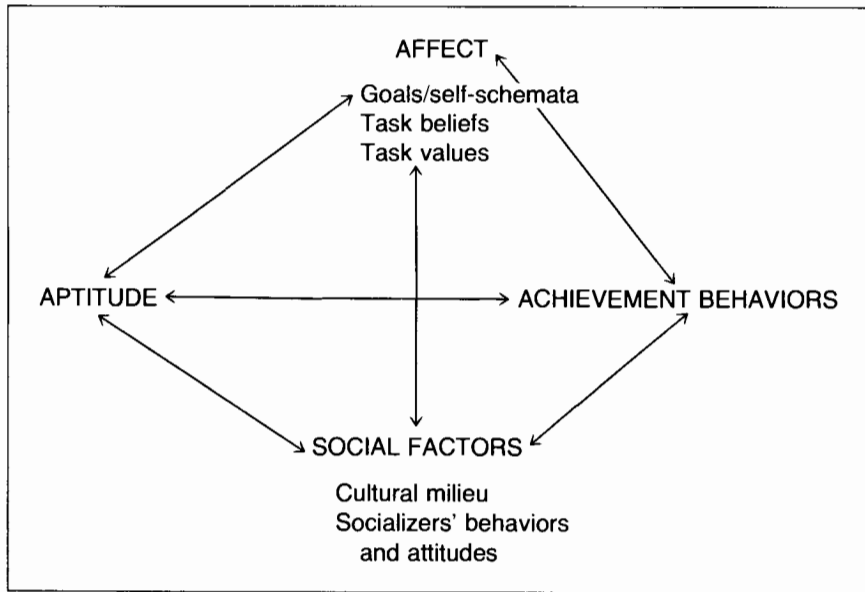 AFFECT
Goals/self-schemata
Task beliefs
Task values
APTITUDE
ACHIEVEMENT BEHAVIORS
SOCIAL FACTORS
Cultural milieu
Socializers' behaviors
and attitudes